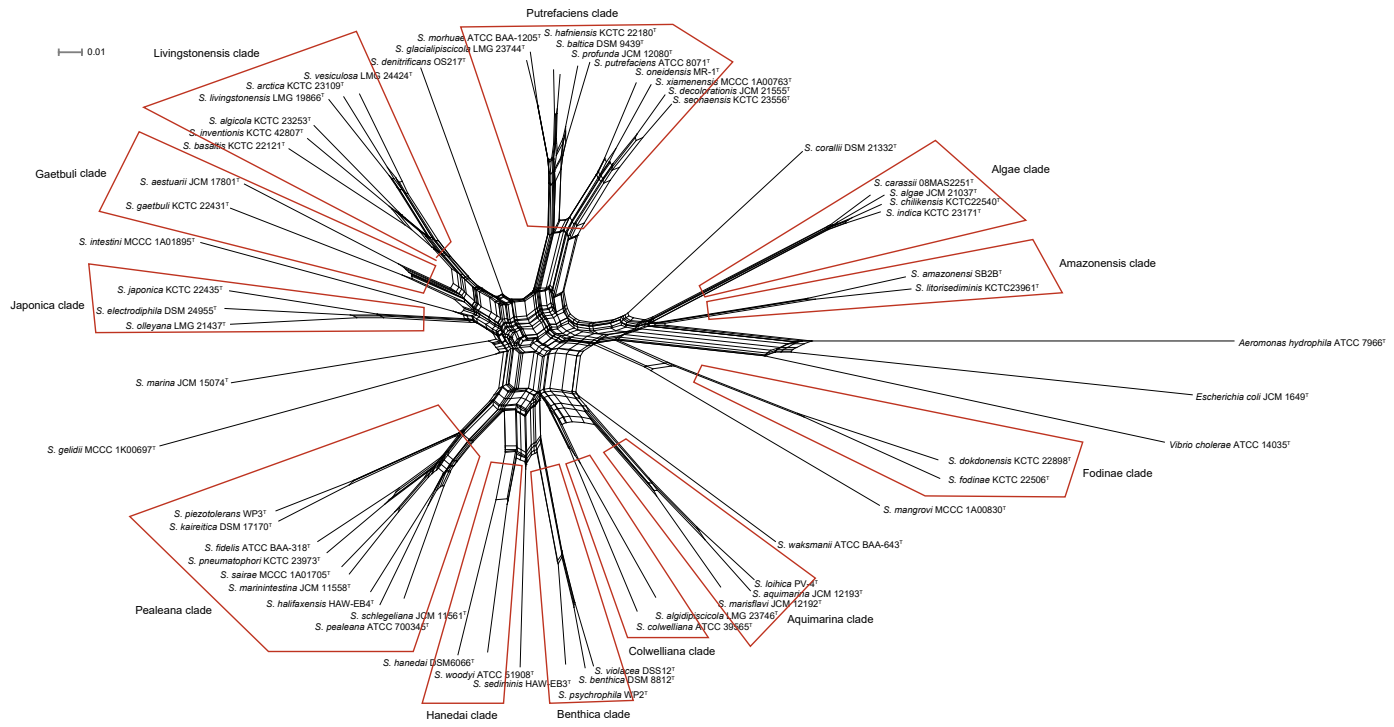 Putrefaciens clade
S. hafniensis KCTC 22180ᵀ
S. morhuae ATCC BAA-1205ᵀ
S. baltica DSM 9439ᵀ
S. glacialipiscicola LMG 23744ᵀ
S. profunda JCM 12080ᵀ
S. denitrificans OS217ᵀ
S. putrefaciens ATCC 8071ᵀ
S. oneidensis MR-1ᵀ
S. xiamenensis MCCC 1A00763ᵀ
S. decolorationis JCM 21555ᵀ
S. seohaensis KCTC 23556ᵀ
0.01
Livingstonensis clade
S. vesiculosa LMG 24424ᵀ
S. arctica KCTC 23109ᵀ
S. livingstonensis LMG 19866ᵀ
S. algicola KCTC 23253ᵀ
S. inventionis KCTC 42807ᵀ
S. basaltis KCTC 22121ᵀ
Gaetbuli clade
S. aestuarii JCM 17801ᵀ
S. gaetbuli KCTC 22431ᵀ
S. intestini MCCC 1A01895ᵀ
S. corallii DSM 21332ᵀ
Algae clade
S. carassii 08MAS2251ᵀ
S. algae JCM 21037ᵀ
S. chilikensis KCTC22540ᵀ
S. indica KCTC 23171ᵀ
Amazonensis clade
S. amazonensi SB2Bᵀ
S. litorisediminis KCTC23961ᵀ
Japonica clade
S. japonica KCTC 22435ᵀ
S. electrodiphila DSM 24955ᵀ
S. olleyana LMG 21437ᵀ
Aeromonas hydrophila ATCC 7966ᵀ
S. marina JCM 15074ᵀ
Escherichia coli JCM 1649ᵀ
Vibrio cholerae ATCC 14035ᵀ
S. gelidii MCCC 1K00697ᵀ
S. dokdonensis KCTC 22898ᵀ
Fodinae clade
S. fodinae KCTC 22506ᵀ
S. mangrovi MCCC 1A00830ᵀ
S. piezotolerans WP3ᵀ
S. kaireitica DSM 17170ᵀ
S. fidelis ATCC BAA-318ᵀ
S. pneumatophori KCTC 23973ᵀ
S. sairae MCCC 1A01705ᵀ
S. marinintestina JCM 11558ᵀ
Pealeana clade
S. halifaxensis HAW-EB4ᵀ
S. schlegeliana JCM 11561ᵀ
S. pealeana ATCC 700345ᵀ
S. waksmanii ATCC BAA-643ᵀ
S. loihica PV-4ᵀ
S. aquimarina JCM 12193ᵀ
S. marisflavi JCM 12192ᵀ
S. algidipiscicola LMG 23746ᵀ
Aquimarina clade
S. colwelliana ATCC 39565ᵀ
Colwelliana clade
S. hanedai DSM6066ᵀ
S. woodyi ATCC 51908ᵀ
S. sediminis HAW-EB3ᵀ
S. violacea DSS12ᵀ
S. benthica DSM 8812ᵀ
S. psychrophila WP2ᵀ
Hanedai clade
Benthica clade